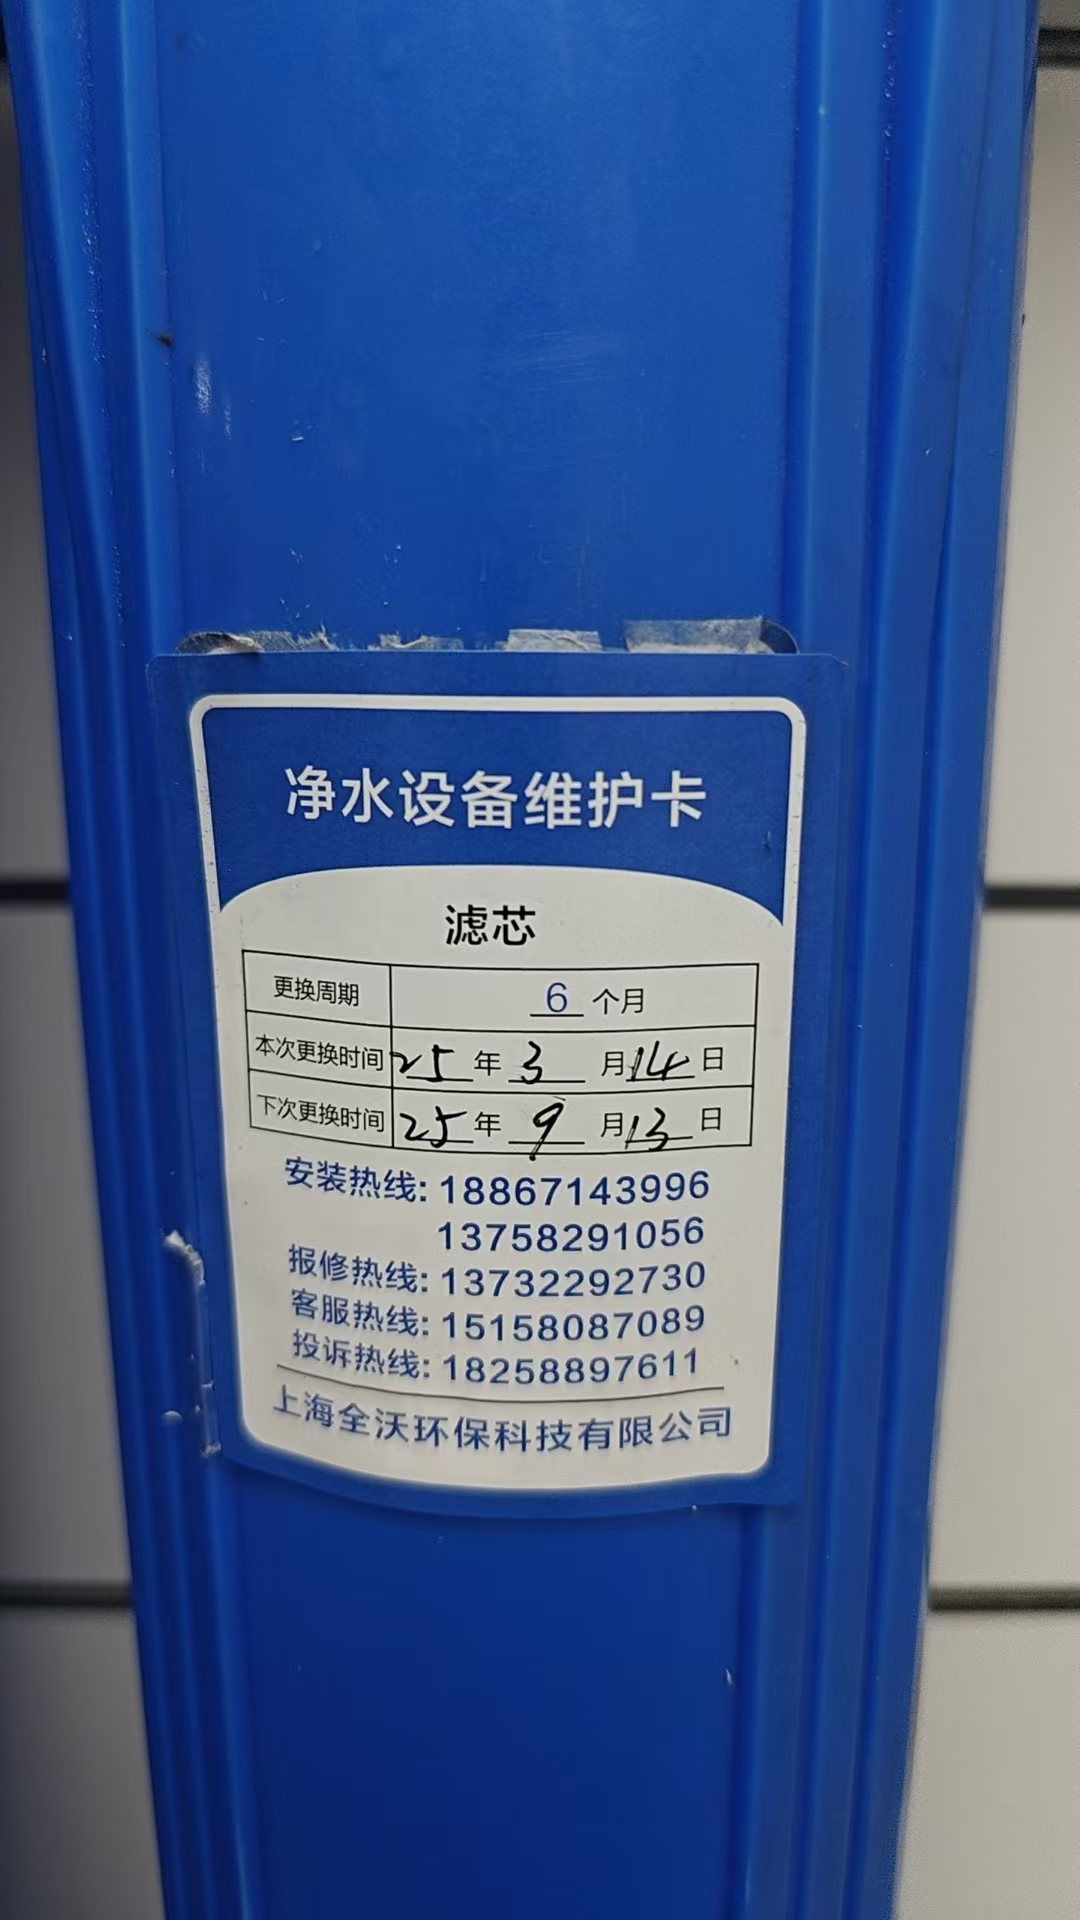 净水设备维护卡
滤芯
更换周期 6 个月
本次更换时间 25 年 3 月 14 日
下次更换时间 25 年 9 月 13 日
安装热线: 18867143996
13758291056
报修热线: 13732292730
客服热线: 15158087089
投诉热线: 18258897611
上海全沃环保科技有限公司